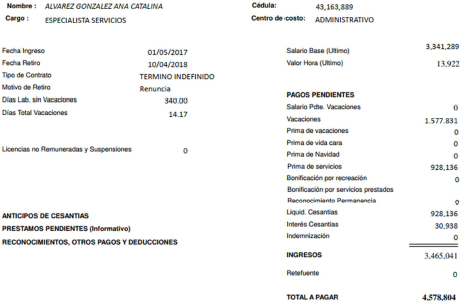 Nombre : ALVAREZ GONZALEZ ANA CATALINA Cédula: 43,163,889
Cargo : ESPECIALISTA SERVICIOS Centro de costo: ADMINISTRATIVO
Fecha Ingreso 01/05/2017 Salario Base (Ultimo) 3,341,289
Fecha Retiro 10/04/2018 Valor Hora (Ultimo) 13,922
Tipo de Contrato TERMINO INDEFINIDO
Motivo de Retiro Renuncia PAGOS PENDIENTES
Días Lab. sin Vacaciones 340.00 Salario Pdte. Vacaciones 0
Días Total Vacaciones 14.17 Vacaciones 1.577.831
Prima de vacaciones 0
Prima de vida cara 0
Licencias no Remuneradas y Suspensiones 0 Prima de Navidad 0
Prima de servicios 928,136
Bonificación por recreación 0
Bonificación por servicios prestados
Reconocimiento Permanencia 0
ANTICIPOS DE CESANTIAS Liquid. Cesantias 928,136
PRESTAMOS PENDIENTES (Informativo) Interés Cesantias 30,938
RECONOCIMIENTOS, OTROS PAGOS Y DEDUCCIONES Indemnización 0
INGRESOS 3,465,041
Retefuente 0
TOTAL A PAGAR 4,578,804